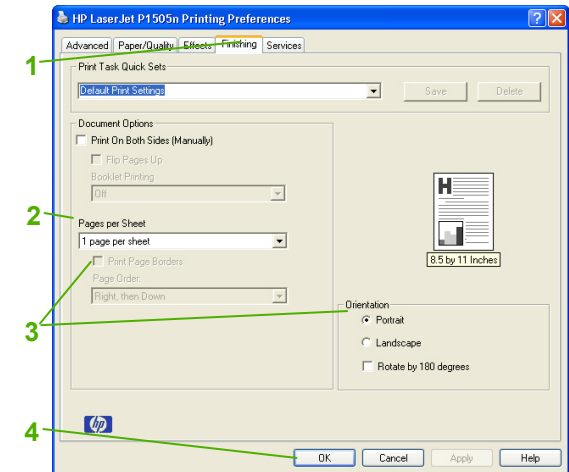 HP LaserJet P1505n Printing Preferences
Advanced Paper/Quality Effects Finishing Services
1
Print Task Quick Sets
Default Print Settings
Save Delete
Document Options
Print On Both Sides (Manually)
Flip Pages Up
Booklet Printing
Off
2
Pages per Sheet
1 page per sheet
Print Page Borders
Page Order:
Right, then Down
3
H
8.5 by 11 Inches
Orientation
Portrait
Landscape
Rotate by 180 degrees
hp
4
OK Cancel Apply Help